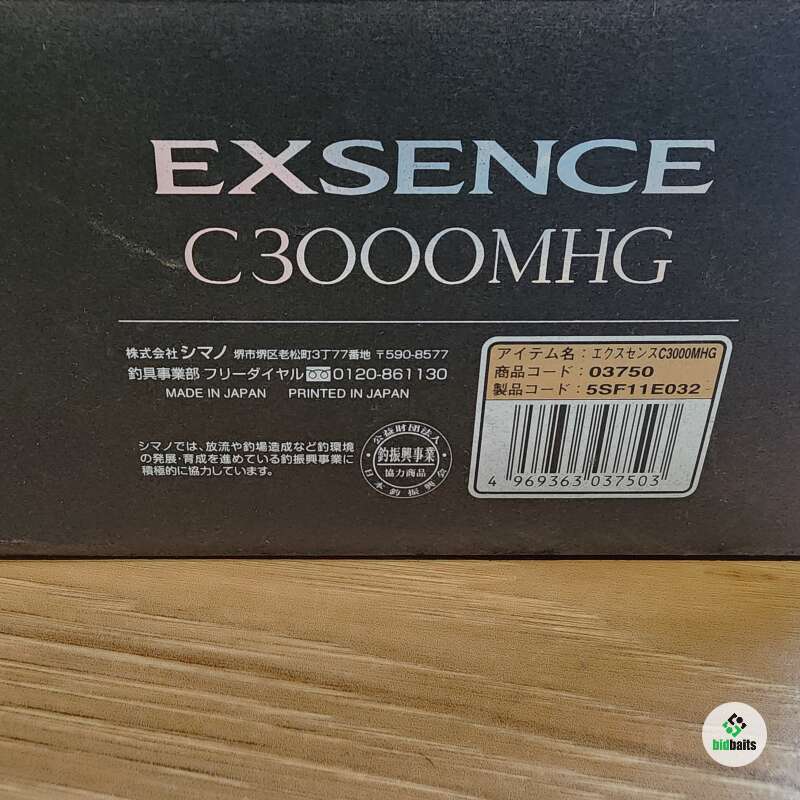 EXSENCE
C3000MHG
株式会社シマノ 堺市堺区老松町3丁77番地 〒590-8577
釣具事業部 フリーダイヤル 0120-861130
MADE IN JAPAN PRINTED IN JAPAN
シマノでは、放流や釣場造成など釣環境
の発展・育成を進めている釣振興事業に
積極的に協力しています。
公益財団法人
釣振興事業
協力商品
日本釣振興会
アイテム名：エクスセンスC3000MHG
商品コード：03750
製品コード：5SF11E032
4 969363 037503
bidbaits